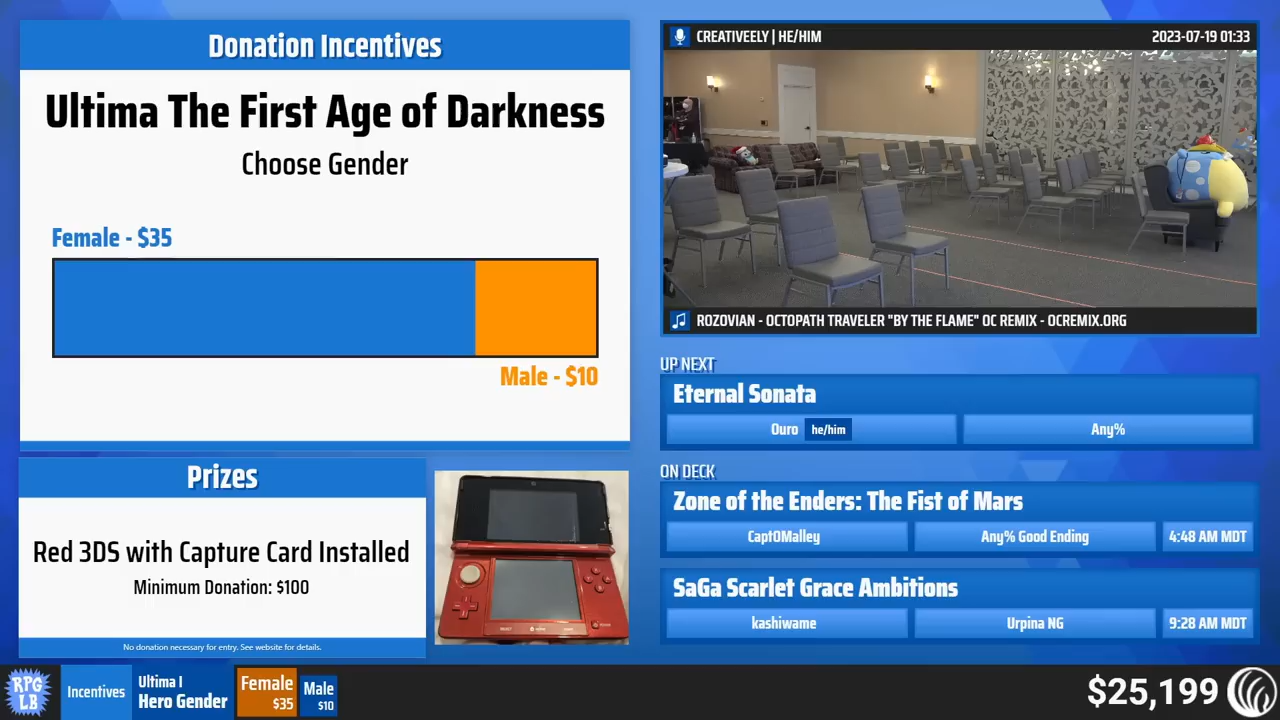 Donation Incentives
Ultima The First Age of Darkness
Choose Gender
Female - $35
Male - $10
Prizes
Red 3DS with Capture Card Installed
Minimum Donation: $100
No donation necessary for entry. See website for details.
CREATIVEELY | HE/HIM
2023-07-19 01:33
ROZOVIAN - OCTOPATH TRAVELER "BY THE FLAME" OC REMIX - OCREMIX.ORG
UP NEXT
Eternal Sonata
Ouro he/him
Any%
ON DECK
Zone of the Enders: The Fist of Mars
CaptOMalley
Any% Good Ending
4:48 AM MDT
SaGa Scarlet Grace Ambitions
kashiwame
Urpina NG
9:28 AM MDT
RPG
LB
Incentives
Ultima I
Hero Gender
Female
$35
Male
$10
$25,199